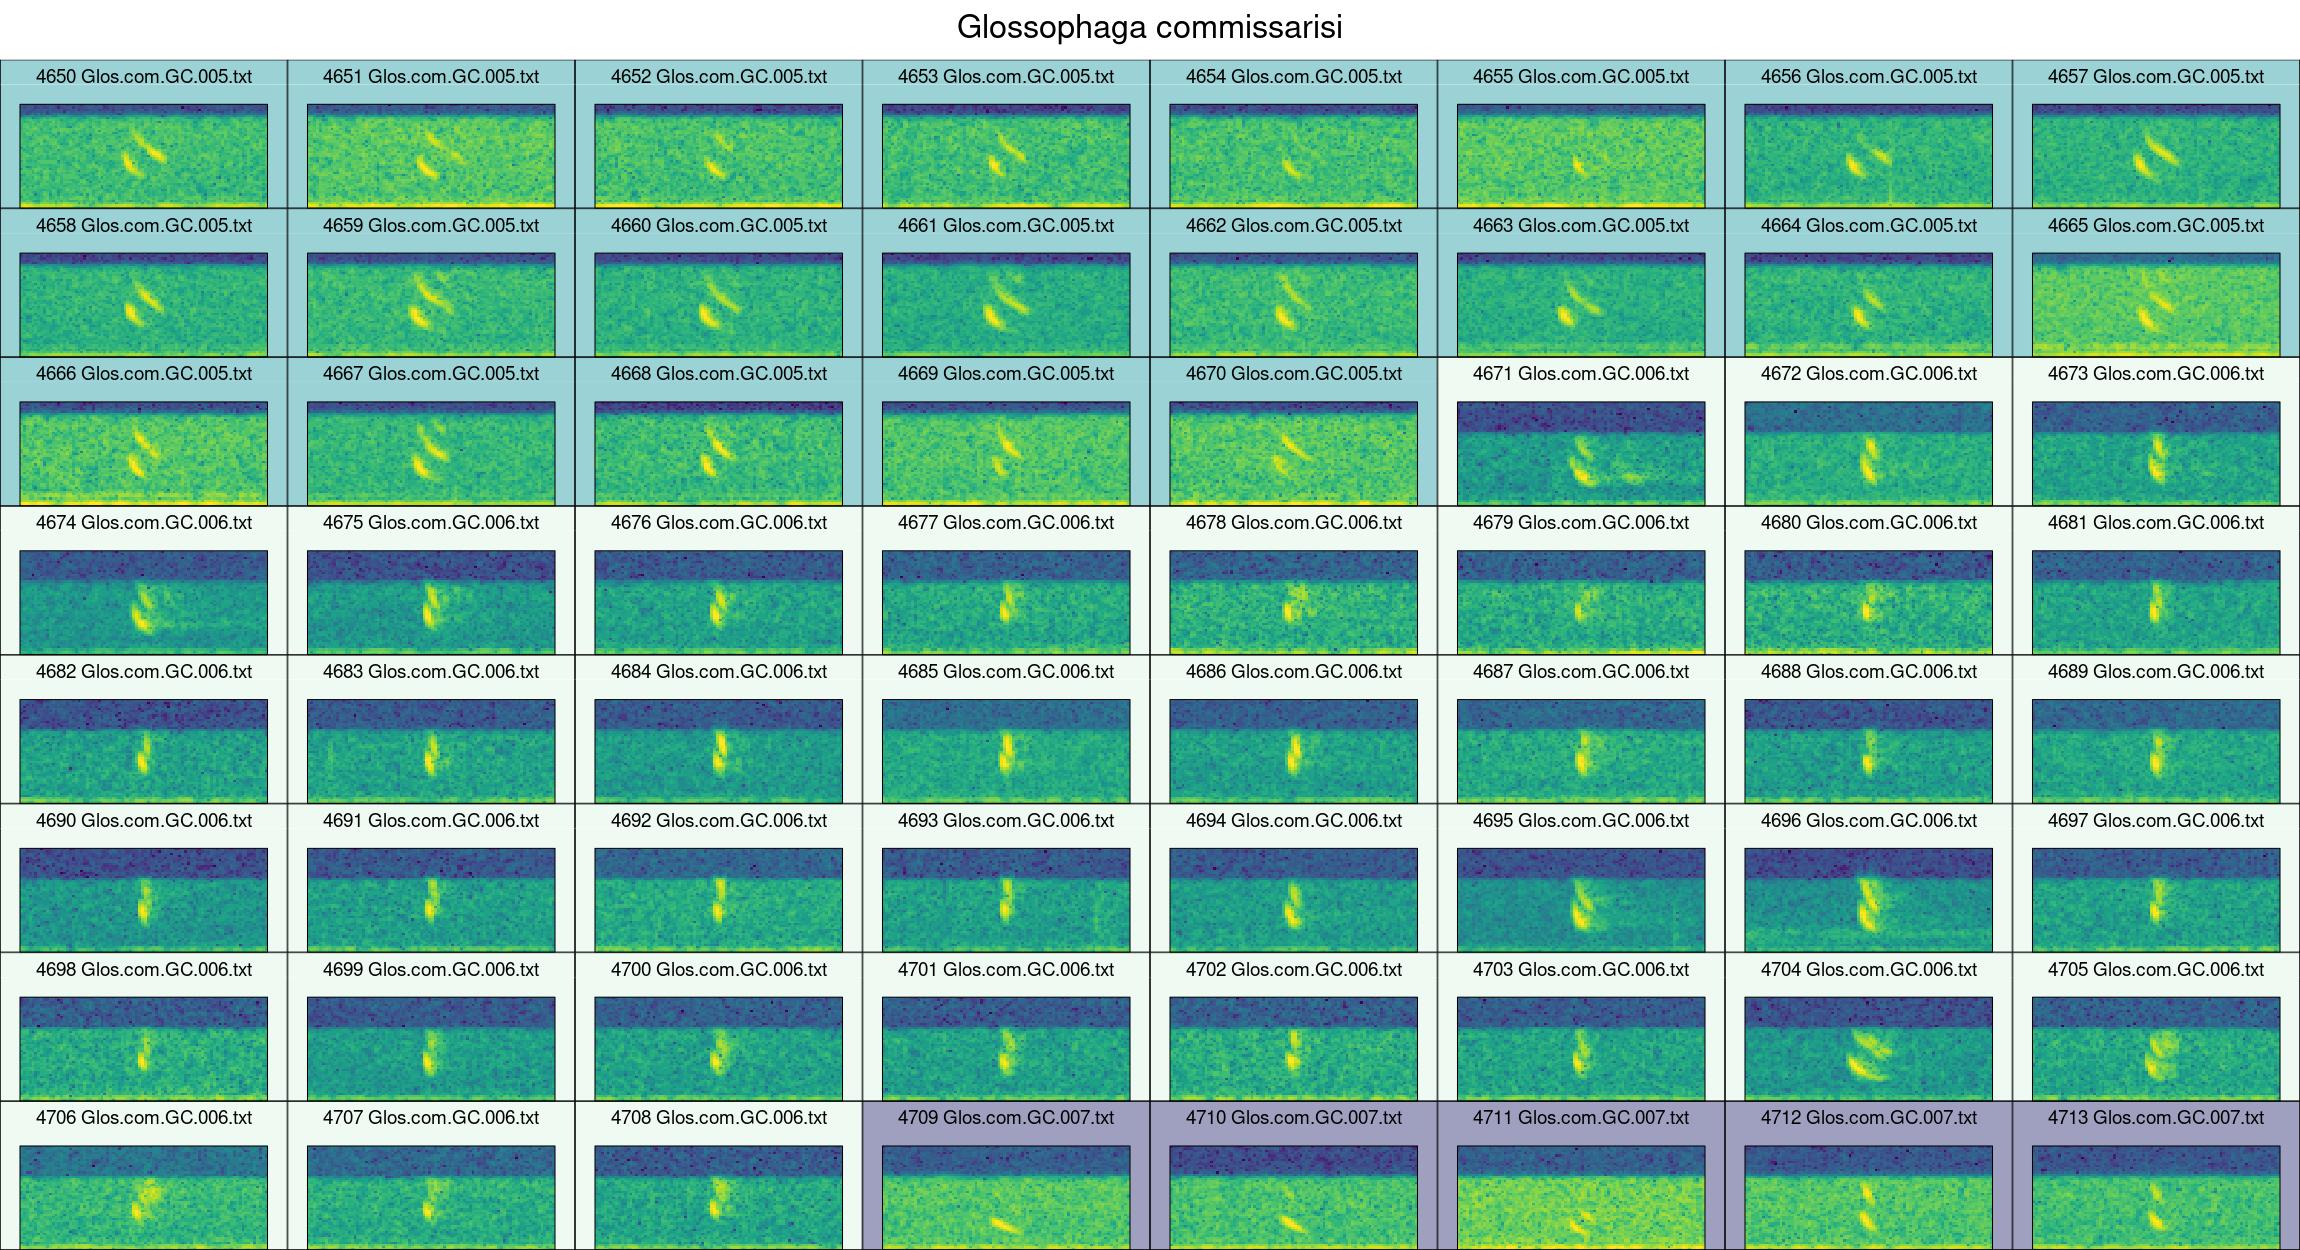 Glossophaga commissarisi
4650 Glos.com.GC.005.txt 4651 Glos.com.GC.005.txt 4652 Glos.com.GC.005.txt 4653 Glos.com.GC.005.txt 4654 Glos.com.GC.005.txt 4655 Glos.com.GC.005.txt 4656 Glos.com.GC.005.txt 4657 Glos.com.GC.005.txt
4658 Glos.com.GC.005.txt 4659 Glos.com.GC.005.txt 4660 Glos.com.GC.005.txt 4661 Glos.com.GC.005.txt 4662 Glos.com.GC.005.txt 4663 Glos.com.GC.005.txt 4664 Glos.com.GC.005.txt 4665 Glos.com.GC.005.txt
4666 Glos.com.GC.005.txt 4667 Glos.com.GC.005.txt 4668 Glos.com.GC.005.txt 4669 Glos.com.GC.005.txt 4670 Glos.com.GC.005.txt 4671 Glos.com.GC.006.txt 4672 Glos.com.GC.006.txt 4673 Glos.com.GC.006.txt
4674 Glos.com.GC.006.txt 4675 Glos.com.GC.006.txt 4676 Glos.com.GC.006.txt 4677 Glos.com.GC.006.txt 4678 Glos.com.GC.006.txt 4679 Glos.com.GC.006.txt 4680 Glos.com.GC.006.txt 4681 Glos.com.GC.006.txt
4682 Glos.com.GC.006.txt 4683 Glos.com.GC.006.txt 4684 Glos.com.GC.006.txt 4685 Glos.com.GC.006.txt 4686 Glos.com.GC.006.txt 4687 Glos.com.GC.006.txt 4688 Glos.com.GC.006.txt 4689 Glos.com.GC.006.txt
4690 Glos.com.GC.006.txt 4691 Glos.com.GC.006.txt 4692 Glos.com.GC.006.txt 4693 Glos.com.GC.006.txt 4694 Glos.com.GC.006.txt 4695 Glos.com.GC.006.txt 4696 Glos.com.GC.006.txt 4697 Glos.com.GC.006.txt
4698 Glos.com.GC.006.txt 4699 Glos.com.GC.006.txt 4700 Glos.com.GC.006.txt 4701 Glos.com.GC.006.txt 4702 Glos.com.GC.006.txt 4703 Glos.com.GC.006.txt 4704 Glos.com.GC.006.txt 4705 Glos.com.GC.006.txt
4706 Glos.com.GC.006.txt 4707 Glos.com.GC.006.txt 4708 Glos.com.GC.006.txt 4709 Glos.com.GC.007.txt 4710 Glos.com.GC.007.txt 4711 Glos.com.GC.007.txt 4712 Glos.com.GC.007.txt 4713 Glos.com.GC.007.txt